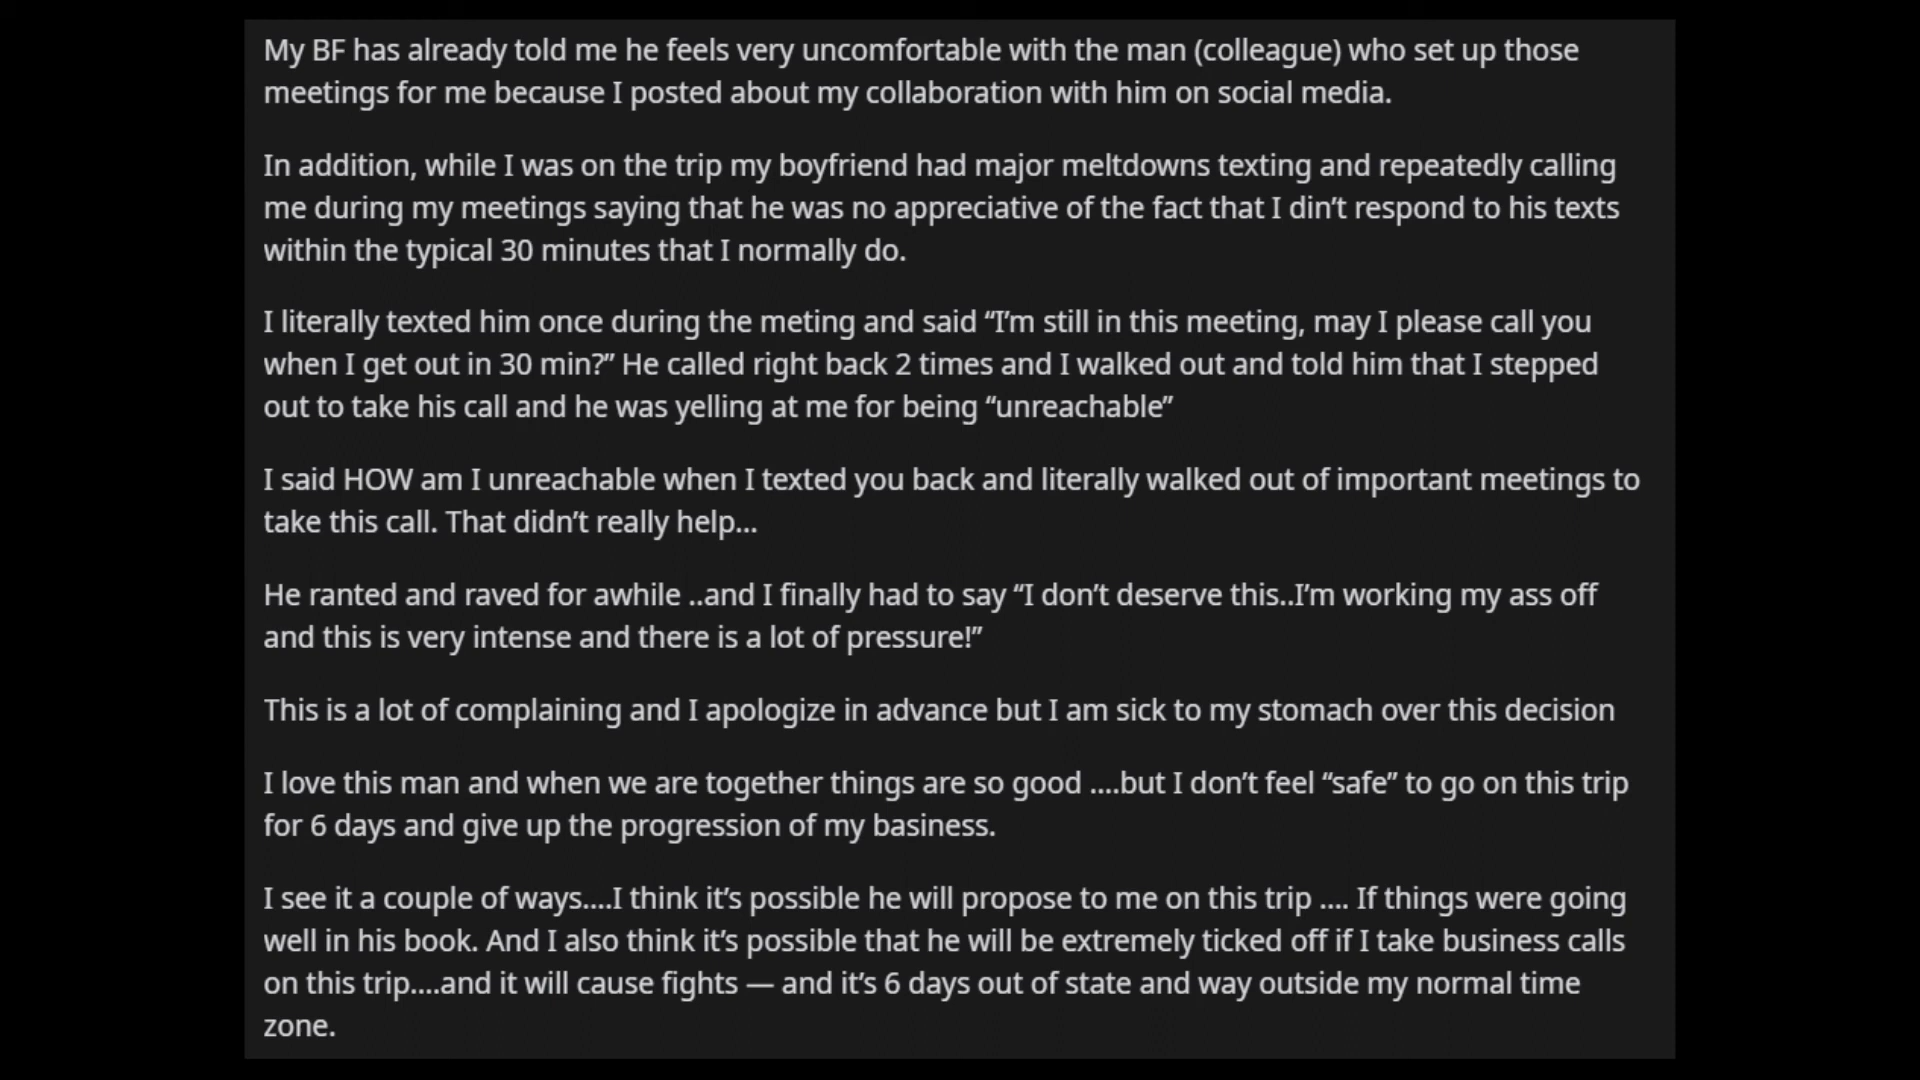 My BF has already told me he feels very uncomfortable with the man (colleague) who set up those
meetings for me because I posted about my collaboration with him on social media.
In addition, while I was on the trip my boyfriend had major meltdowns texting and repeatedly calling
me during my meetings saying that he was no appreciative of the fact that I din’t respond to his texts
within the typical 30 minutes that I normally do.
I literally texted him once during the meting and said “I’m still in this meeting, may I please call you
when I get out in 30 min?” He called right back 2 times and I walked out and told him that I stepped
out to take his call and he was yelling at me for being “unreachable”
I said HOW am I unreachable when I texted you back and literally walked out of important meetings to
take this call. That didn’t really help...
He ranted and raved for awhile ..and I finally had to say “I don’t deserve this..I’m working my ass off
and this is very intense and there is a lot of pressure!”
This is a lot of complaining and I apologize in advance but I am sick to my stomach over this decision
I love this man and when we are together things are so good ....but I don’t feel “safe” to go on this trip
for 6 days and give up the progression of my business.
I see it a couple of ways....I think it’s possible he will propose to me on this trip .... If things were going
well in his book. And I also think it’s possible that he will be extremely ticked off if I take business calls
on this trip....and it will cause fights — and it’s 6 days out of state and way outside my normal time
zone.